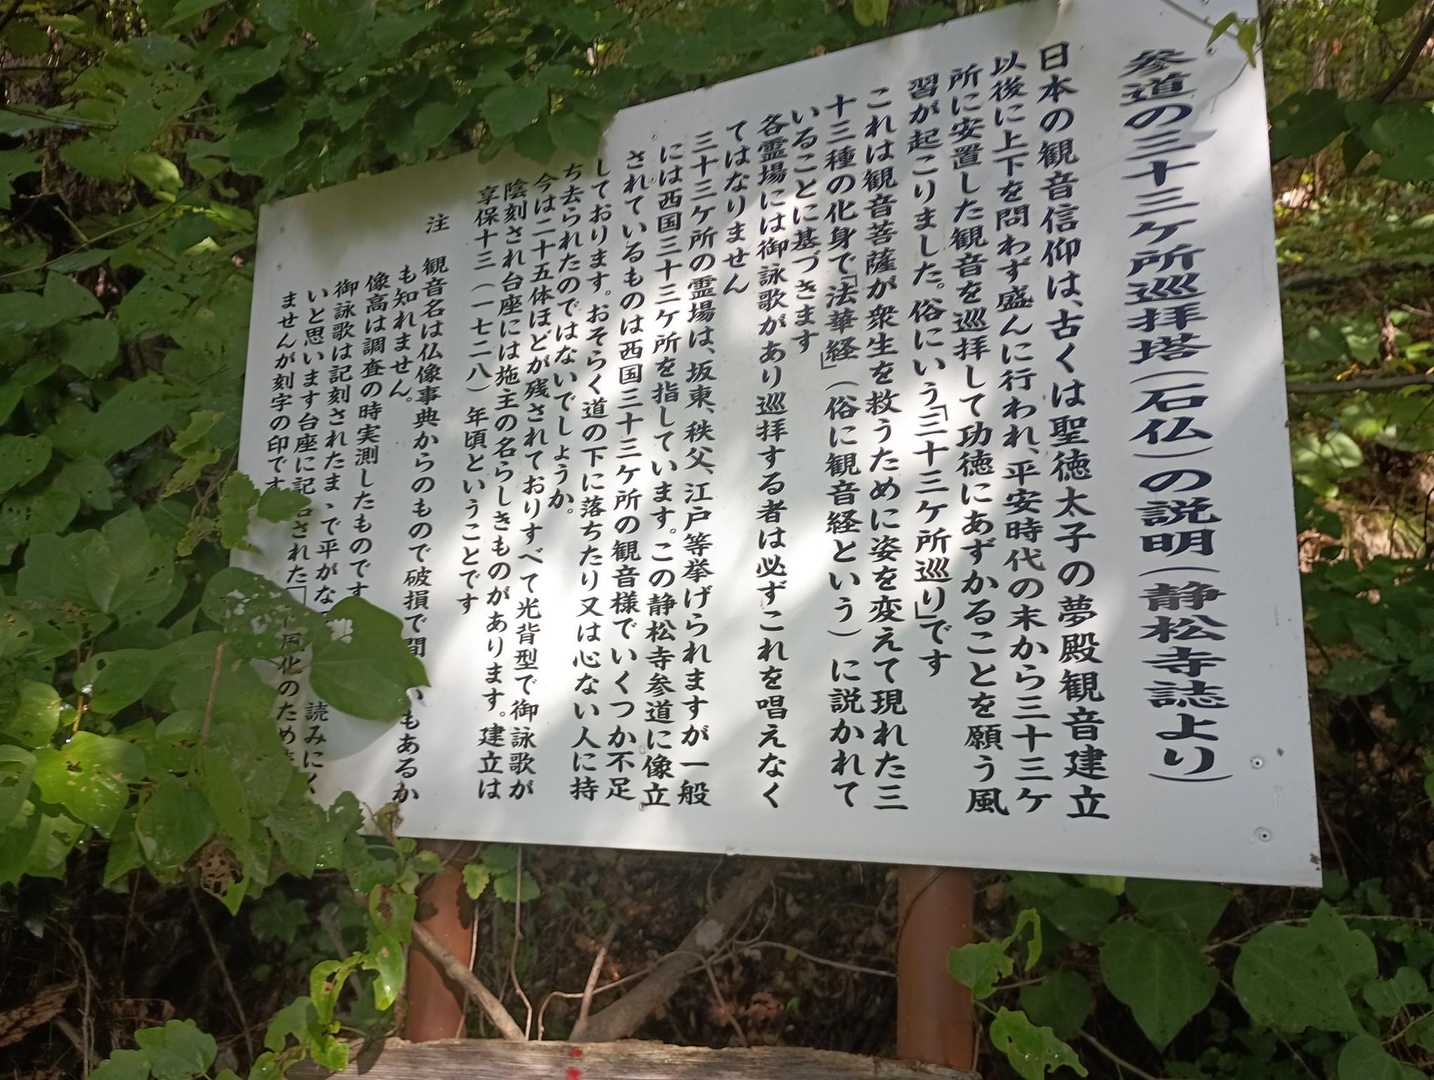 参道の三十三ケ所巡拝塔(石仏)の説明(静松寺誌より)
日本の観音信仰は、古くは聖徳太子の夢殿観音建立
以後に上下を問わず盛んに行われ、平安時代の末から三十三ケ
所に安置した観音を巡拝して功徳にあずかることを願う風
習が起こりました。俗にいう「三十三ケ所巡り」です
これは観音菩薩が衆生を救うために姿を変えて現れた三
十三種の化身で「法華経」(俗に観音経という)に説かれて
いることに基づきます
各霊場には御詠歌があり巡拝する者は必ずこれを唱えなく
てはなりません
三十三ケ所の霊場は、坂東、秩父、江戸等挙げられますが一般
には西国三十三ケ所を指しています。この静松寺参道に像立
されているものは西国三十三ケ所の観音様でいくつか不足
しております。おそらく道の下に落ちたり又は心ない人に持
ち去られたのではないでしょうか。
今は二十五体ほどが残されておりすべて光背型で御詠歌が
陰刻され台座には施主の名らしきものがあります。建立は
享保十三(一七二八)年頃ということです
注 観音名は仏像事典からのもので破損で間いもあるか
も知れません。
像高は調査の時実測したものです
御詠歌は記刻されたまゝで平がな読みにく
いと思います台座に記された「風化のため
ませんが刻字の印です